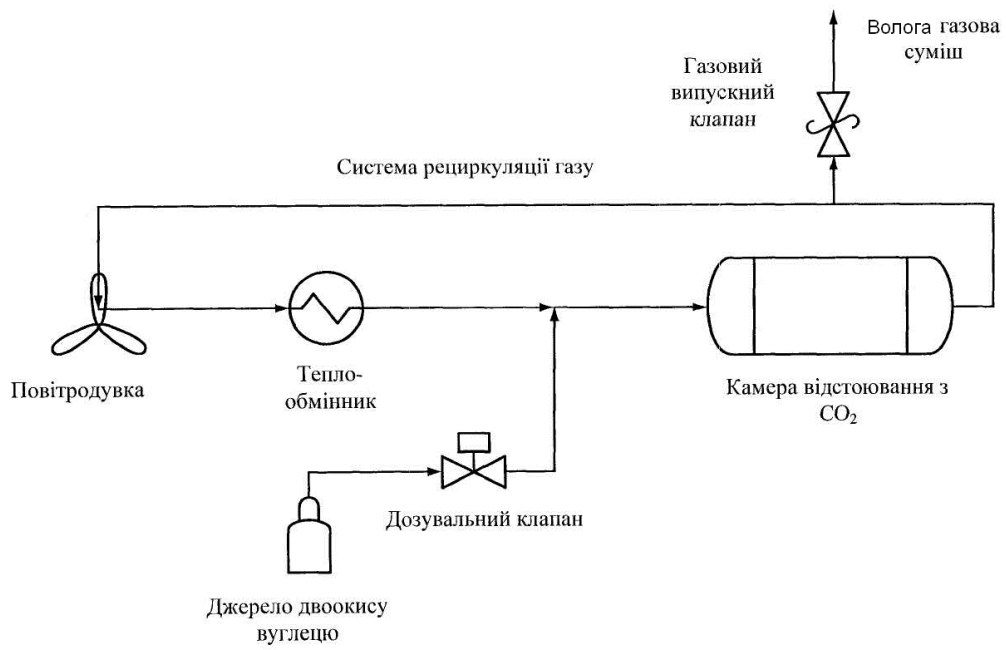 Волога газова
суміш
Газовий
випускний
клапан
Система рециркуляції газу
Повітродувка
Тепло-
обмінник
Камера відстоювання з
CO₂
Дозувальний клапан
Джерело двоокису
вуглецю